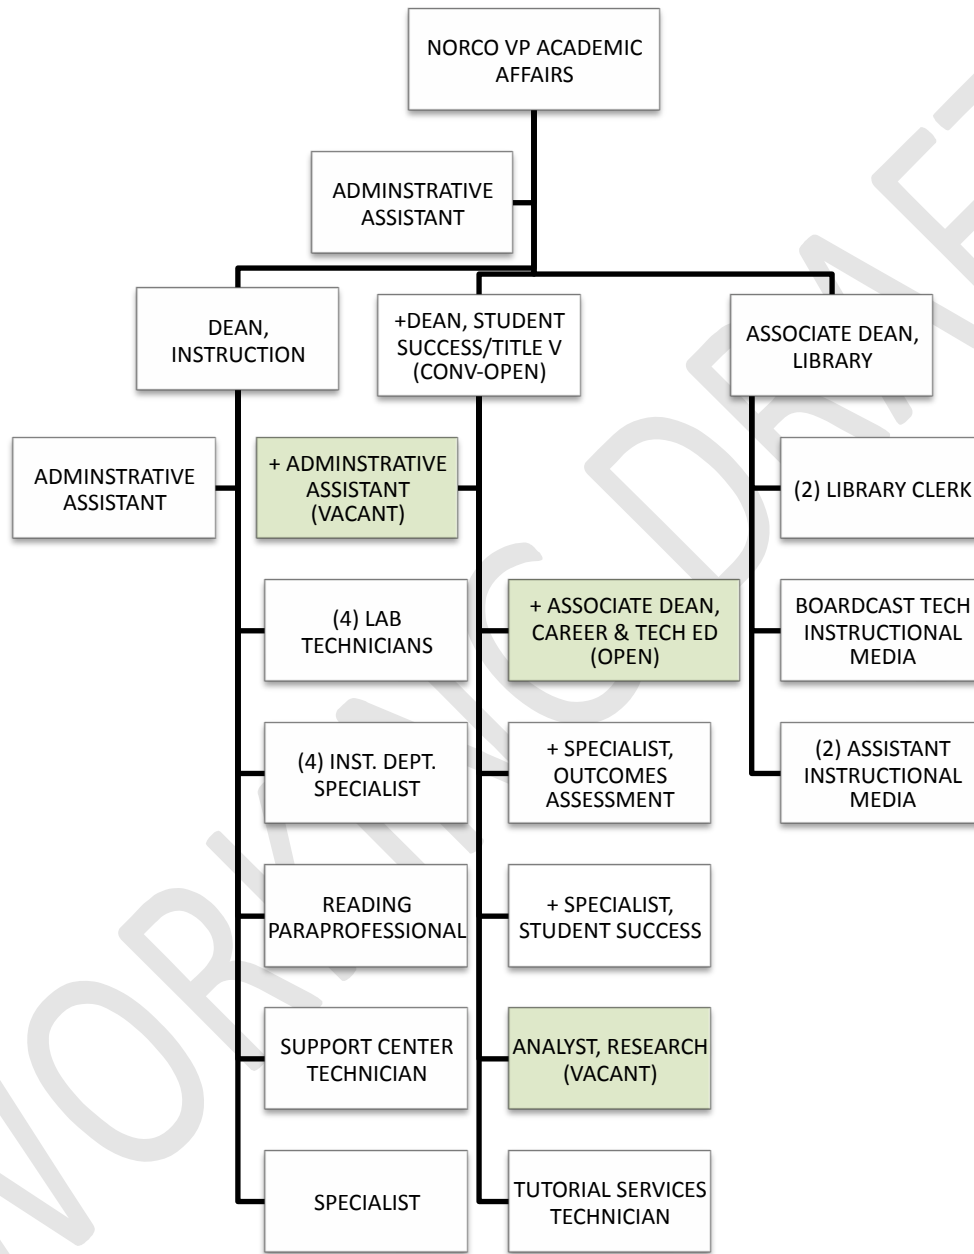 NORCO VP ACADEMIC
AFFAIRS
ADMINSTRATIVE
ASSISTANT
DEAN,
INSTRUCTION
+DEAN, STUDENT
SUCCESS/TITLE V
(CONV-OPEN)
ASSOCIATE DEAN,
LIBRARY
ADMINSTRATIVE
ASSISTANT
+ ADMINSTRATIVE
ASSISTANT
(VACANT)
(2) LIBRARY CLERK
(4) LAB
TECHNICIANS
+ ASSOCIATE DEAN,
CAREER & TECH ED
(OPEN)
BOARDCAST TECH
INSTRUCTIONAL
MEDIA
(4) INST. DEPT.
SPECIALIST
+ SPECIALIST,
OUTCOMES
ASSESSMENT
(2) ASSISTANT
INSTRUCTIONAL
MEDIA
READING
PARAPROFESSIONAL
+ SPECIALIST,
STUDENT SUCCESS
SUPPORT CENTER
TECHNICIAN
ANALYST, RESEARCH
(VACANT)
SPECIALIST
TUTORIAL SERVICES
TECHNICIAN
WORKING DRAFT